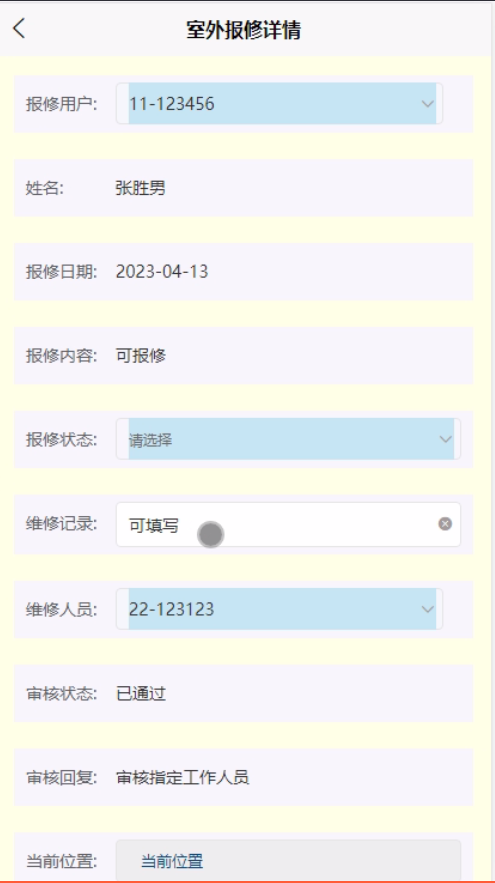 室外报修详情
报修用户: 11-123456
姓名: 张胜男
报修日期: 2023-04-13
报修内容: 可报修
报修状态: 请选择
维修记录: 可填写
维修人员: 22-123123
审核状态: 已通过
审核回复: 审核指定工作人员
当前位置: 当前位置